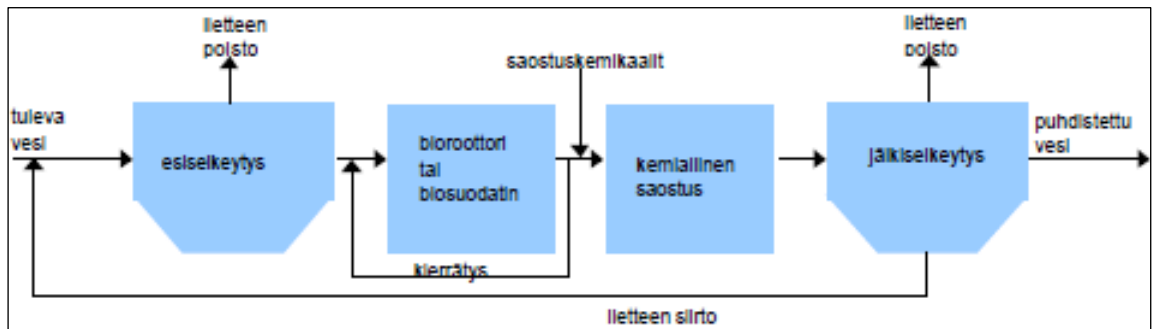 lietteen
poisto
lietteen
poisto
saostuskemikaalit
tuleva
vesi
esiselkeytys
bioroottori
tai
biosuodatin
kemiallinen
saostus
jälkiselkeytys
puhdistettu
vesi
kierrätys
lietteen siirto